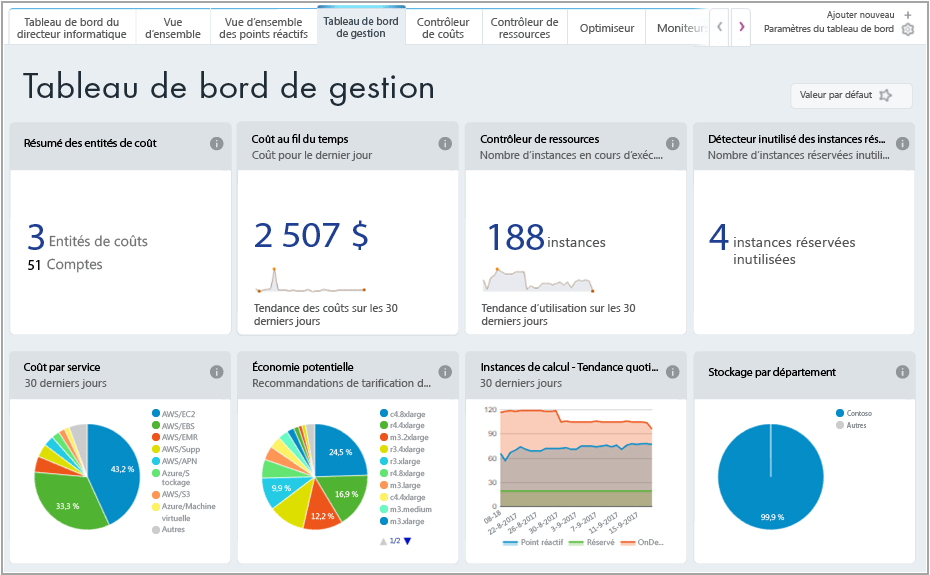 Tableau de bord du
directeur informatique
Vue
d'ensemble
Vue d'ensemble
des points réactifs
Tableau de bord
de gestion
Contrôleur
de coûts
Contrôleur de
ressources
Optimiseur
Moniteur
Ajouter nouveau +
Paramètres du tableau de bord
Tableau de bord de gestion
Valeur par défaut
Résumé des entités de coût
3 Entités de coûts
51 Comptes
Coût au fil du temps
Coût pour le dernier jour
2 507 $
Tendance des coûts sur les 30
derniers jours
Contrôleur de ressources
Nombre d'instances en cours d'exéc....
188 instances
Tendance d'utilisation sur les 30
derniers jours
Détecteur inutilisé des instances rés...
Nombre d'instances réservées inutili...
4 instances réservées
inutilisées
Coût par service
30 derniers jours
43,2 %
33,3 %
AWS/EC2
AWS/EBS
AWS/EMR
AWS/Supp
AWS/APN
Azure/S
tockage
AWS/S3
Azure/Machine
virtuelle
Autres
Économie potentielle
Recommandations de tarification d...
24,5 %
16,9 %
12,2 %
9,9 %
c4.8xlarge
r4.4xlarge
m3.2xlarge
r3.4xlarge
r3.xlarge
r4.8xlarge
m3.large
c4.4xlarge
m3.medium
m3.xlarge
1/2
Instances de calcul - Tendance quoti...
30 derniers jours
120
90
60
30
0
08-18
22-8-2017
26-8-2017
30-8-2017
3-9-2017
7-9-2017
11-9-2017
15-9-2017
Point réactif
Réservé
OnDe...
Stockage par département
Contoso
Autres
99,9 %